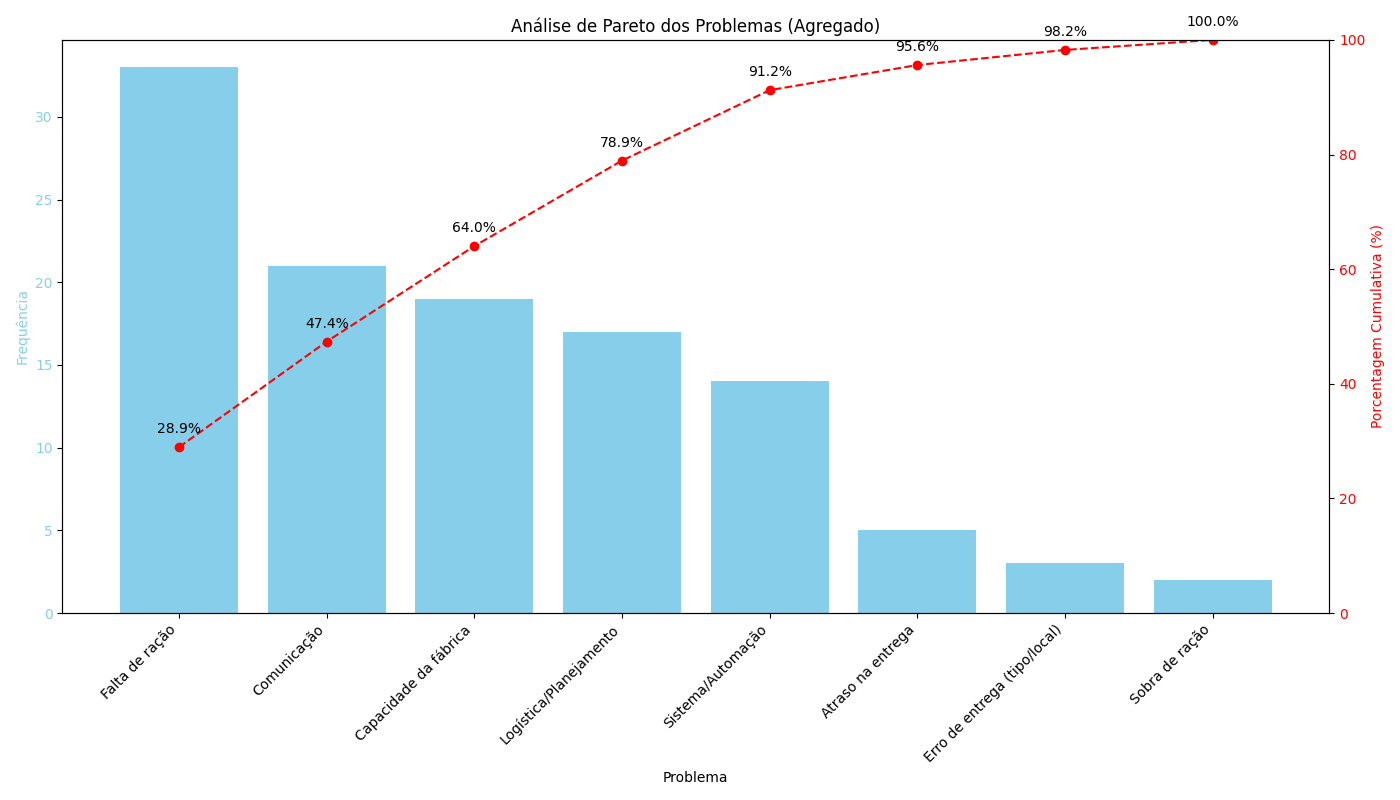 Análise de Pareto dos Problemas (Agregado)
Frequência
30
25
20
15
10
5
0
28.9%
47.4%
64.0%
78.9%
91.2%
95.6%
98.2%
100.0%
100
80
60
40
20
0
Porcentagem Cumulativa (%)
Falta de ração
Comunicação
Capacidade da fábrica
Logística/Planejamento
Sistema/Automação
Atraso na entrega
Erro de entrega (tipo/local)
Sobra de ração
Problema